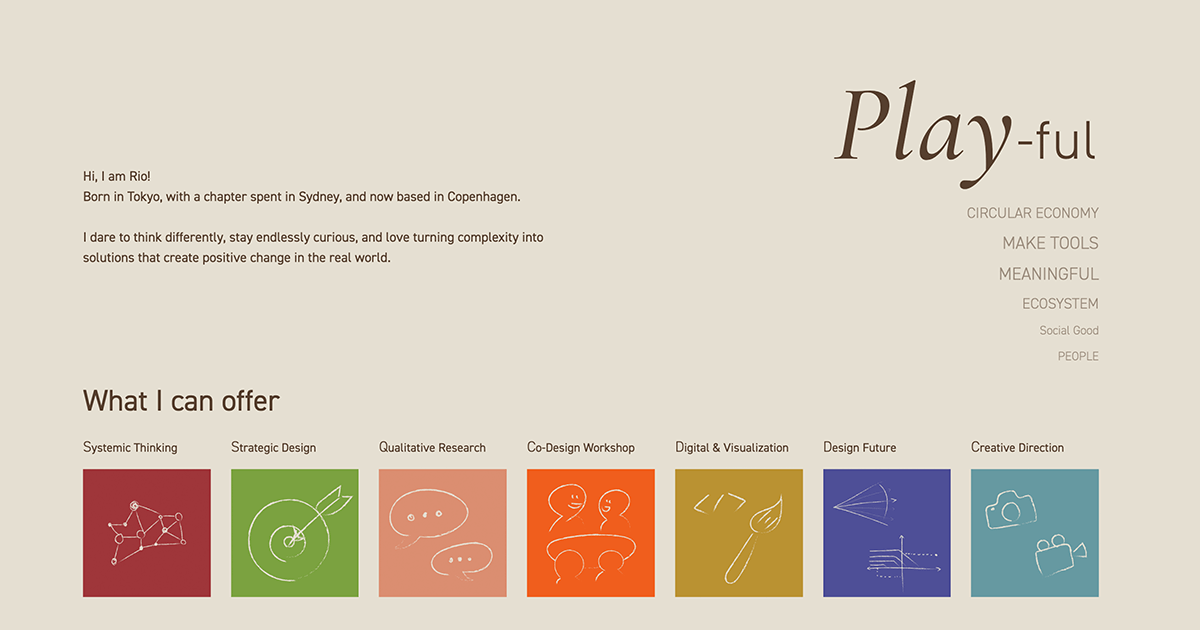 Play-ful
Hi, I am Rio!
Born in Tokyo, with a chapter spent in Sydney, and now based in Copenhagen.
I dare to think differently, stay endlessly curious, and love turning complexity into
solutions that create positive change in the real world.
CIRCULAR ECONOMY
MAKE TOOLS
MEANINGFUL
ECOSYSTEM
Social Good
PEOPLE
What I can offer
Systemic Thinking
Strategic Design
Qualitative Research
Co-Design Workshop
Digital & Visualization
Design Future
Creative Direction